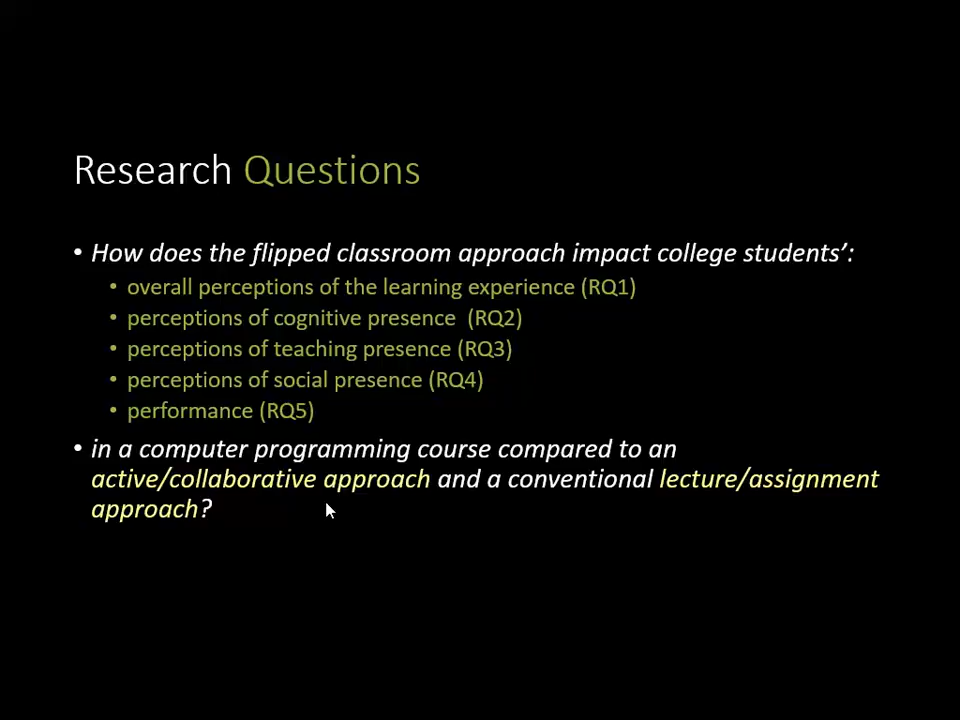 Research Questions
• How does the flipped classroom approach impact college students’:
• overall perceptions of the learning experience (RQ1)
• perceptions of cognitive presence  (RQ2)
• perceptions of teaching presence (RQ3)
• perceptions of social presence (RQ4)
• performance (RQ5)
• in a computer programming course compared to an
active/collaborative approach and a conventional lecture/assignment
approach?